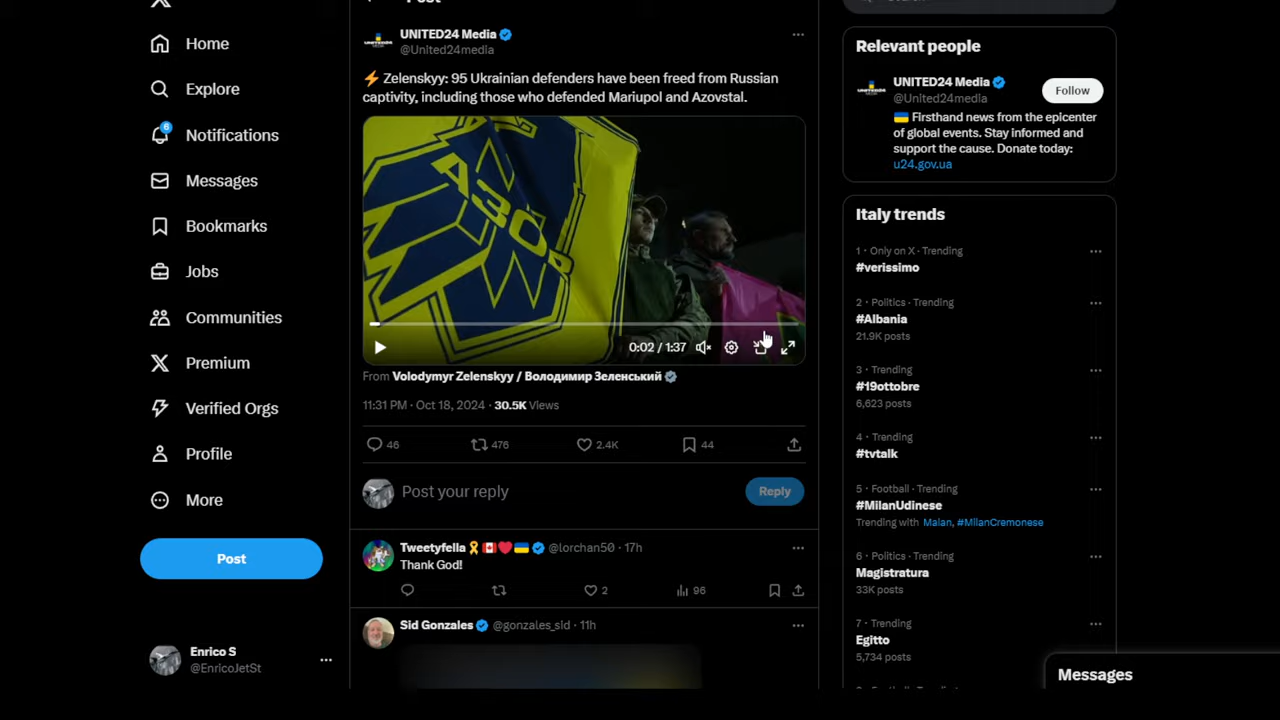 Home
Explore
6
Notifications
Messages
Bookmarks
Jobs
Communities
Premium
Verified Orgs
Profile
More
Post
Enrico S
@EnricoJetSt
Post
UNITED24 Media
@United24media
⚡ Zelenskyy: 95 Ukrainian defenders have been freed from Russian
captivity, including those who defended Mariupol and Azovstal.
АЗОВ
0:02 / 1:37
From Volodymyr Zelenskyy / Володимир Зеленський
11:31 PM · Oct 18, 2024 · 30.5K Views
46 476 2.4K 44
Post your reply
Reply
Tweetyfella 🎗️🇨🇦❤️🇺🇦 @lorchan50 · 17h
Thank God!
2 96
Sid Gonzales @gonzales_sid · 11h
Relevant people
UNITED24 Media
@United24media
Follow
🇺🇦 Firsthand news from the epicenter
of global events. Stay informed and
support the cause. Donate today:
u24.gov.ua
Italy trends
1 · Only on X · Trending
#verissimo
2 · Politics · Trending
#Albania
21.9K posts
3 · Trending
#19ottobre
6,623 posts
4 · Trending
#tvtalk
5 · Football · Trending
#MilanUdinese
Trending with Malan, #MilanCremonese
6 · Politics · Trending
Magistratura
33K posts
7 · Trending
Egitto
5,734 posts
Messages